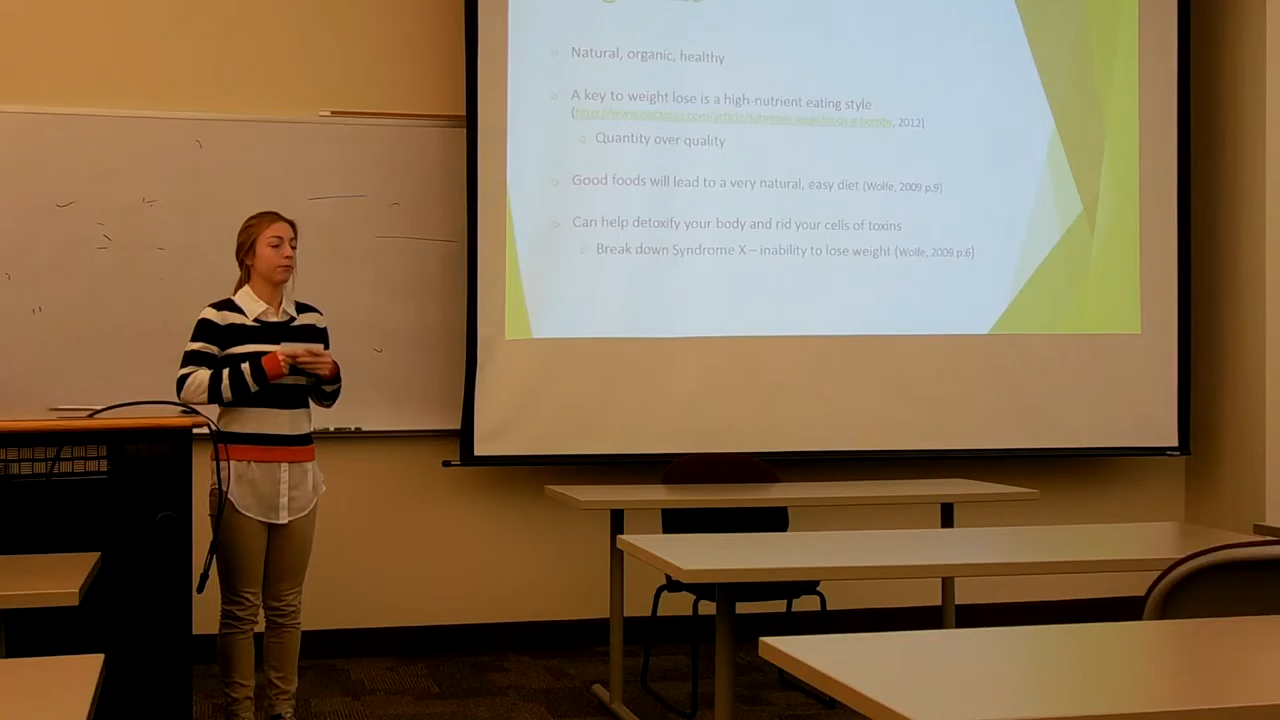 Natural, organic, healthy
A key to weight lose is a high-nutrient eating style
2012)
Quantity over quality
Good foods will lead to a very natural, easy diet (Wolfe, 2009 p.9)
Can help detoxify your body and rid your cells of toxins
Break down Syndrome X – inability to lose weight (Wolfe, 2009 p.6)